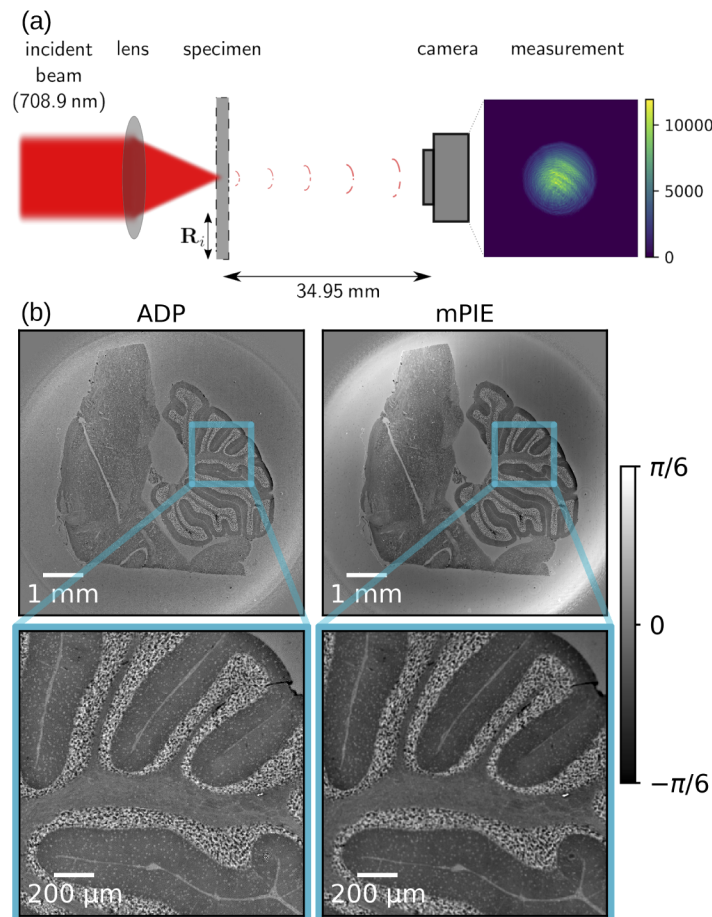 (a)
incident
beam
(708.9 nm)
lens
specimen
camera
measurement
10000
5000
0
R_i
34.95 mm
(b)
ADP
mPIE
1 mm
1 mm
π/6
0
−π/6
200 μm
200 μm